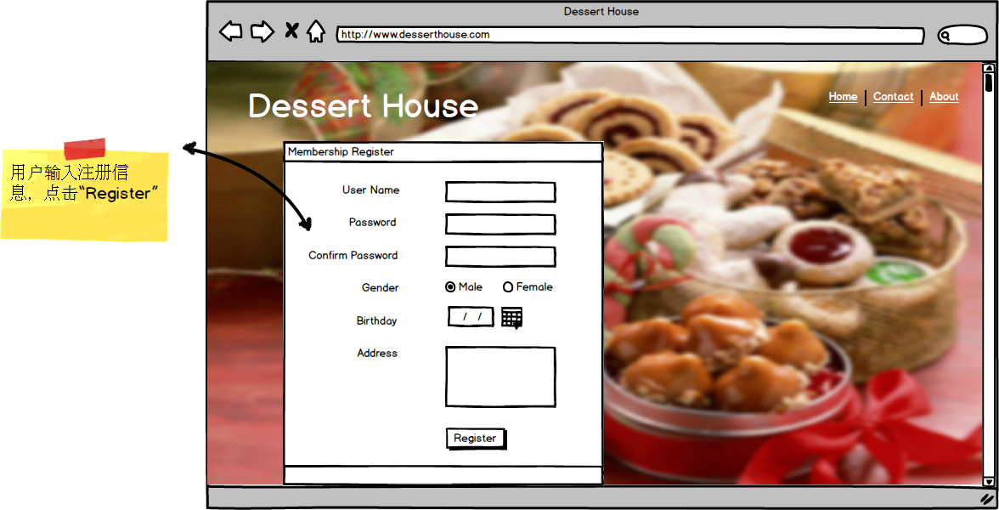 Dessert House
http://www.desserthouse.com
Dessert House
Home
Contact
About
用户输入注册信
息，点击“Register”
Membership Register
User Name
Password
Confirm Password
Gender
Male
Female
Birthday
/ /
Address
Register